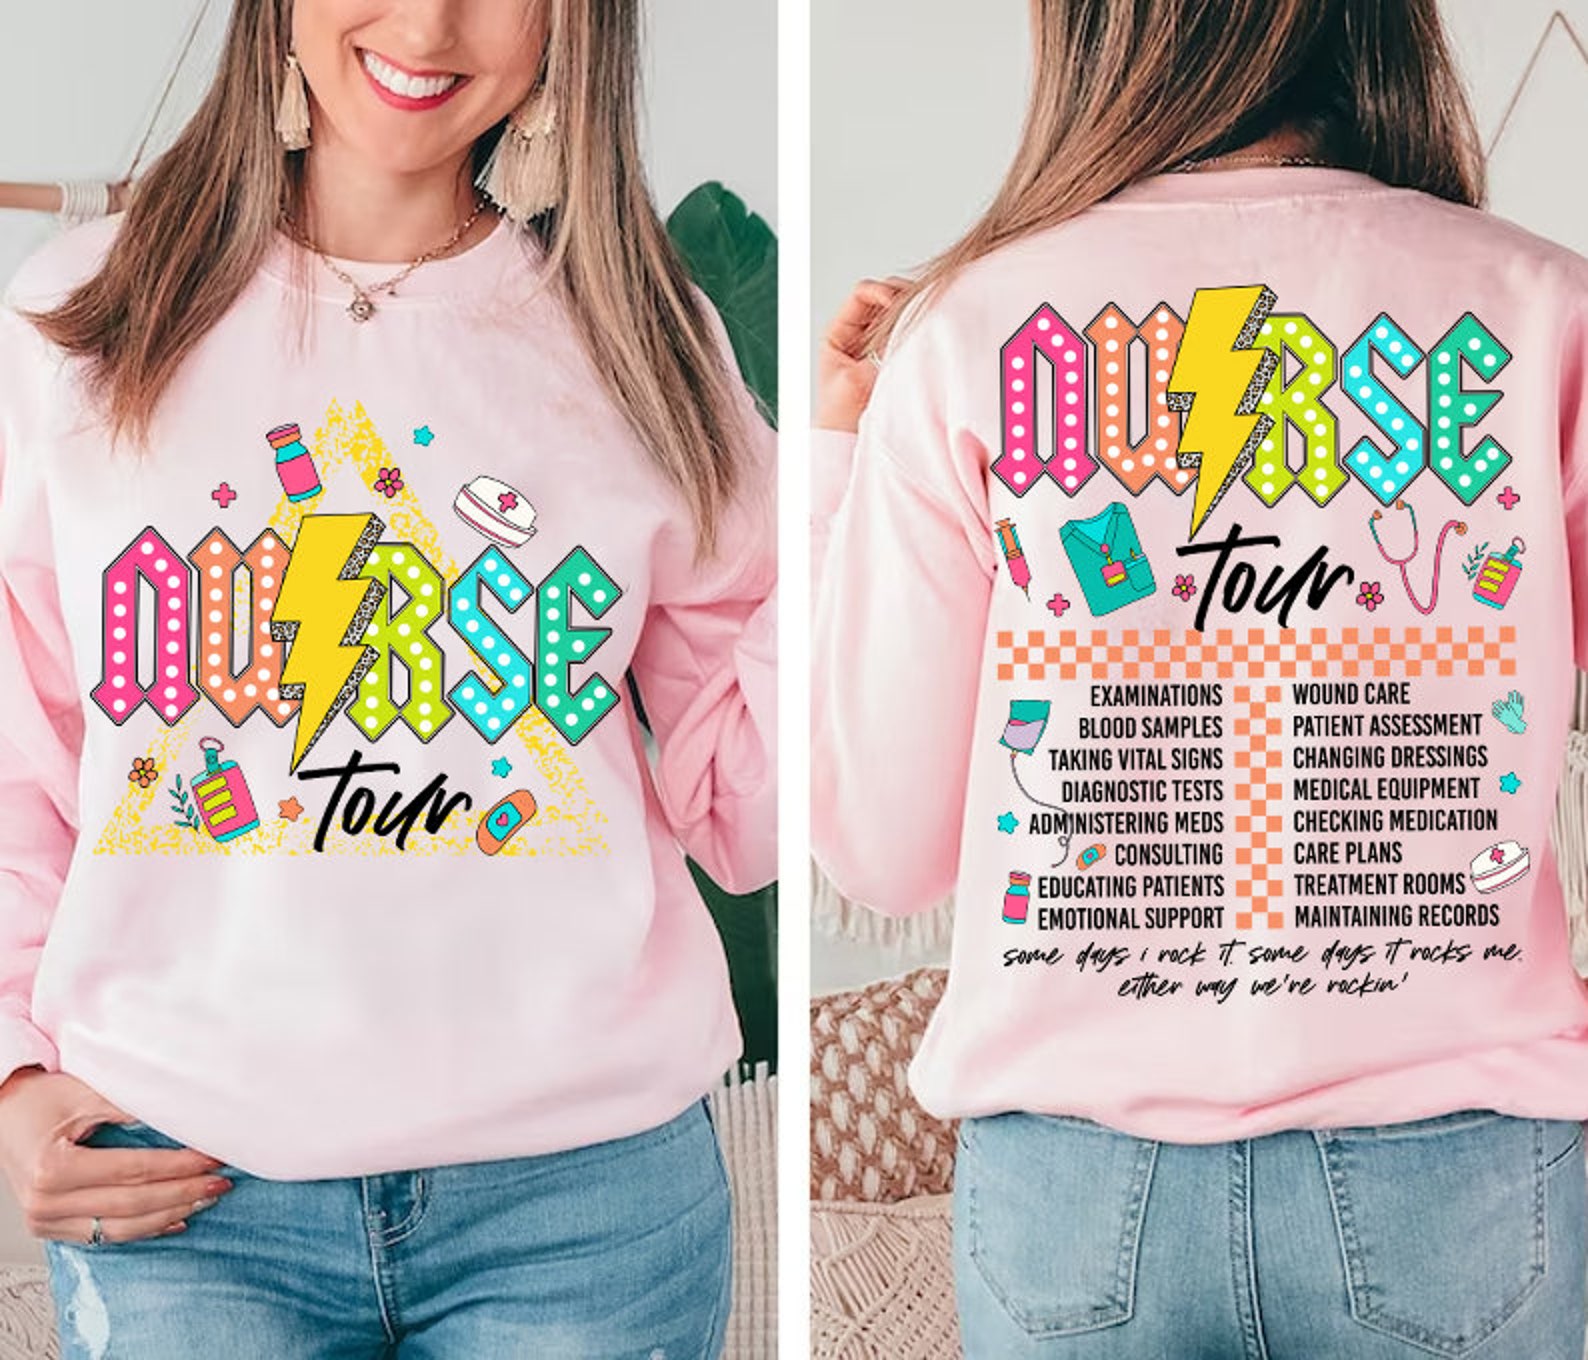 NURSE
tour
NURSE
tour
EXAMINATIONS
WOUND CARE
BLOOD SAMPLES
PATIENT ASSESSMENT
TAKING VITAL SIGNS
CHANGING DRESSINGS
DIAGNOSTIC TESTS
MEDICAL EQUIPMENT
ADMINISTERING MEDS
CHECKING MEDICATION
CONSULTING
CARE PLANS
EDUCATING PATIENTS
TREATMENT ROOMS
EMOTIONAL SUPPORT
MAINTAINING RECORDS
some days i rock it. some days it rocks me.
either way we're rockin'